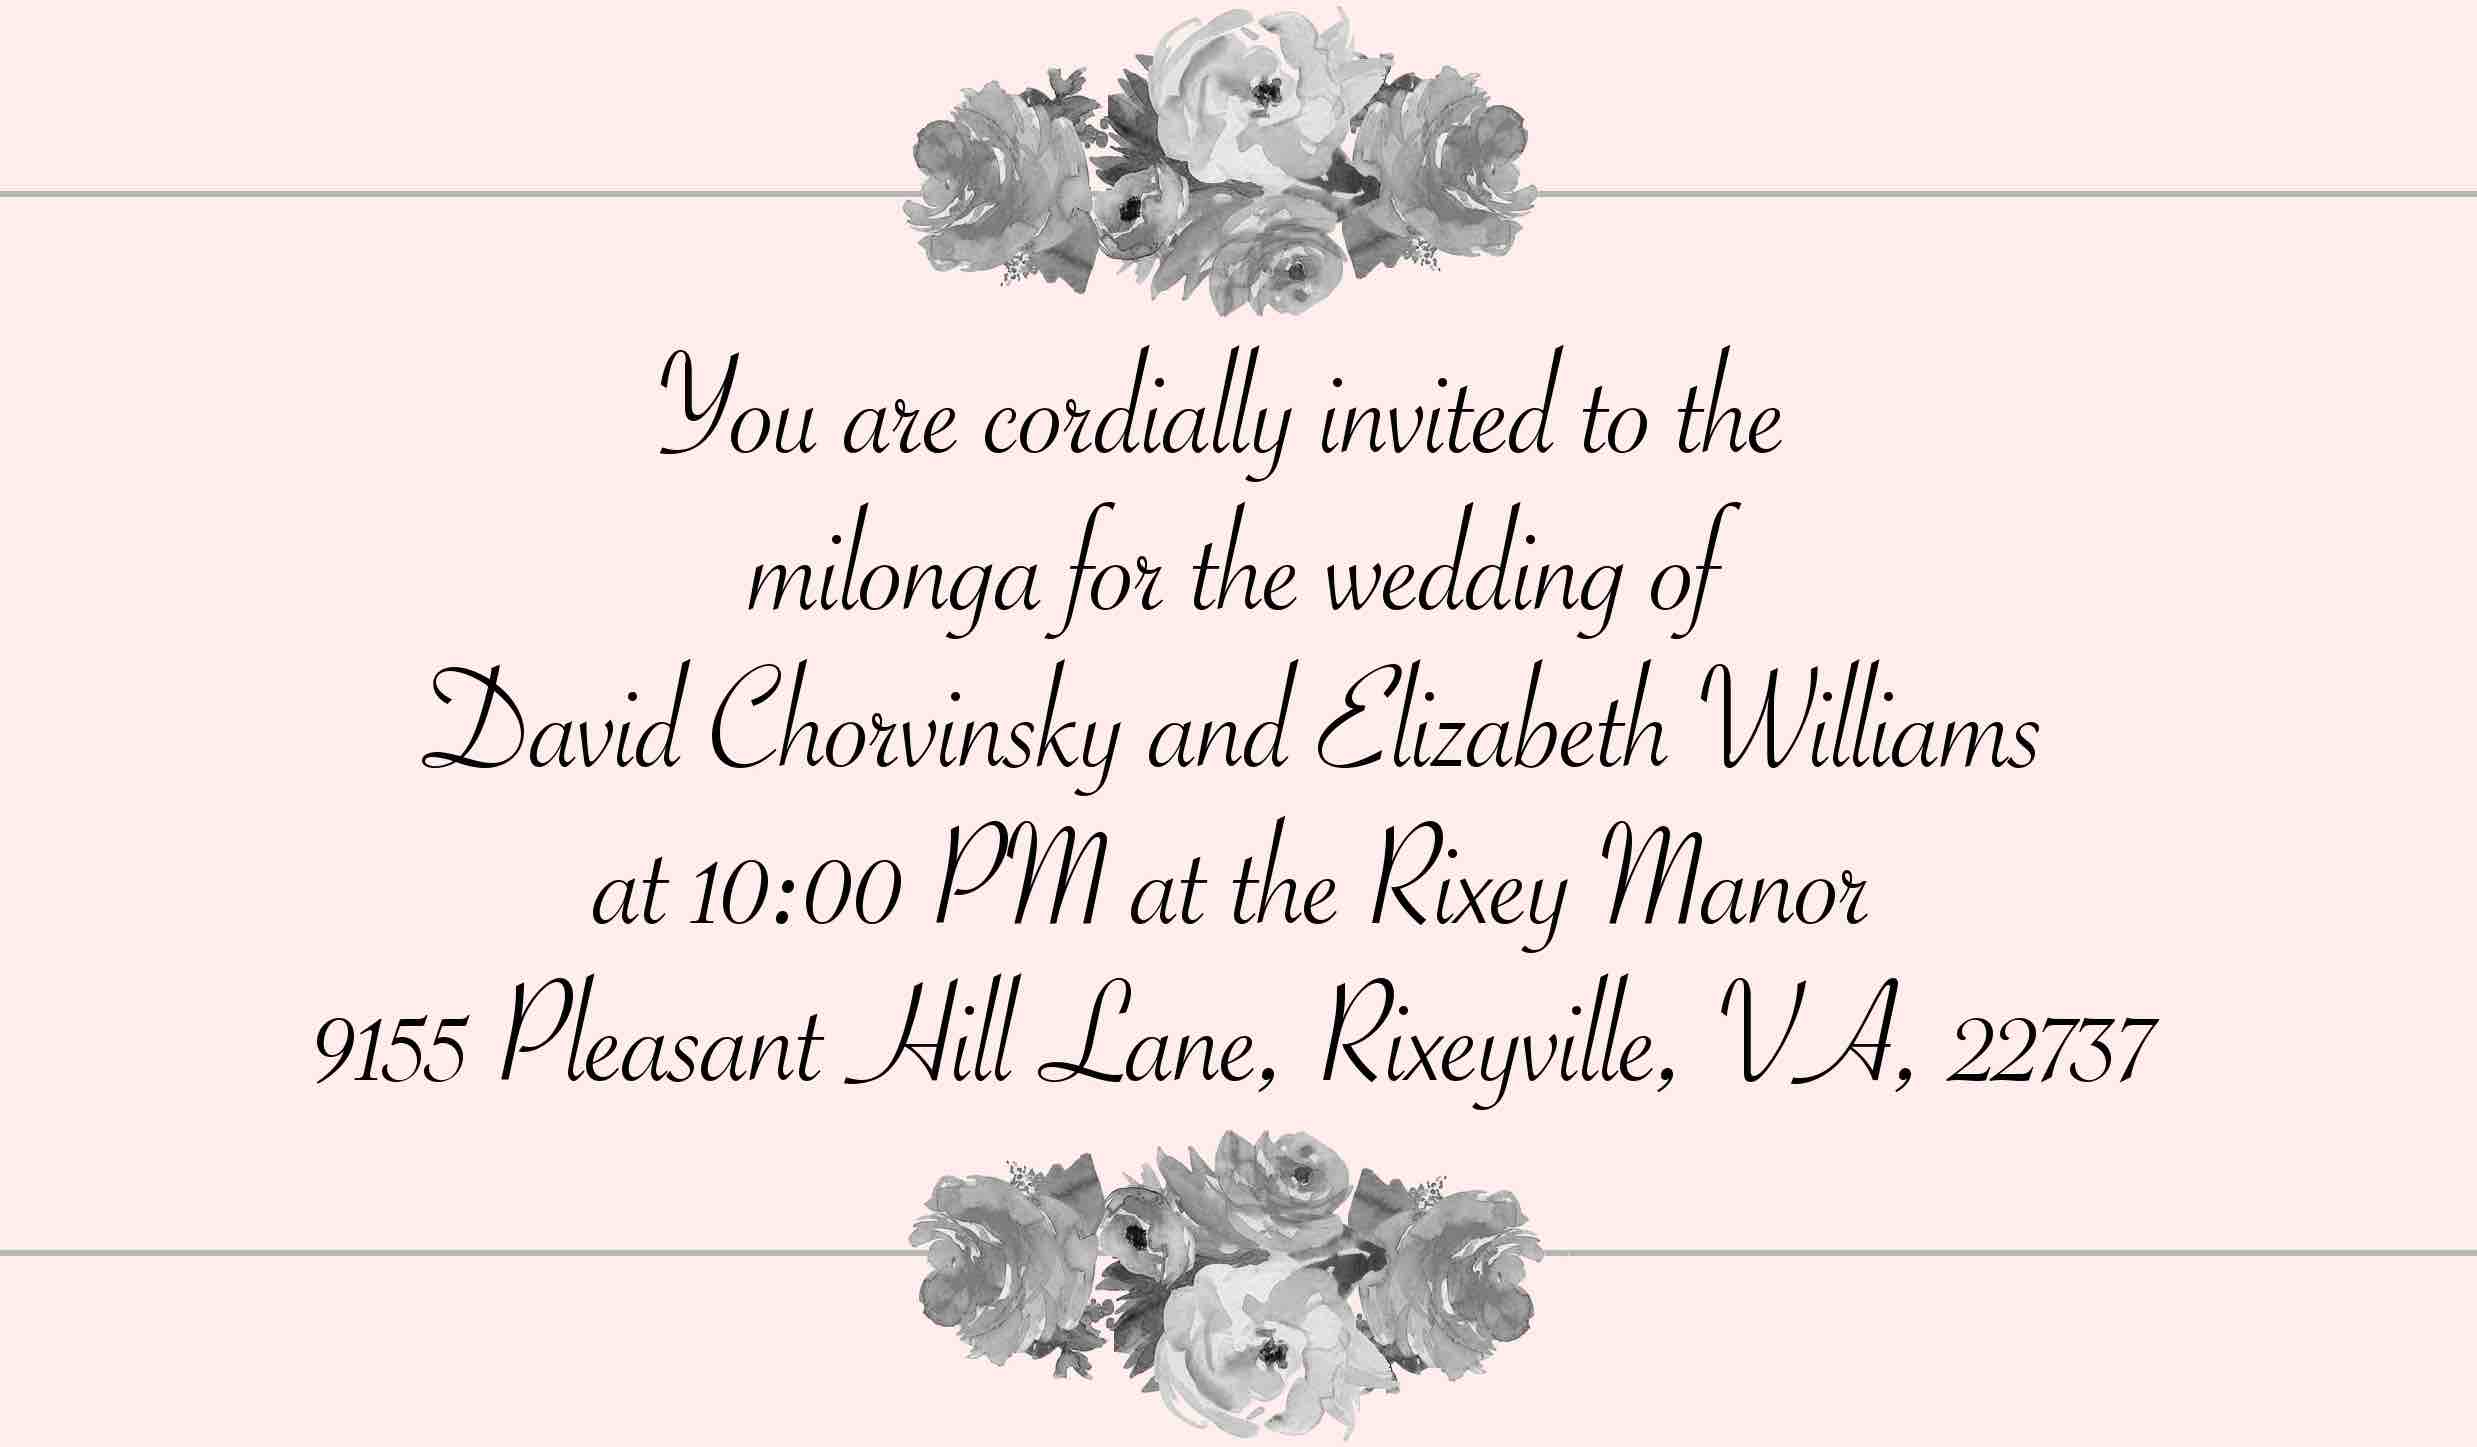 You are cordially invited to the
milonga for the wedding of
David Chorvinsky and Elizabeth Williams
at 10:00 PM at the Rixey Manor
9155 Pleasant Hill Lane, Rixeyville, VA, 22737